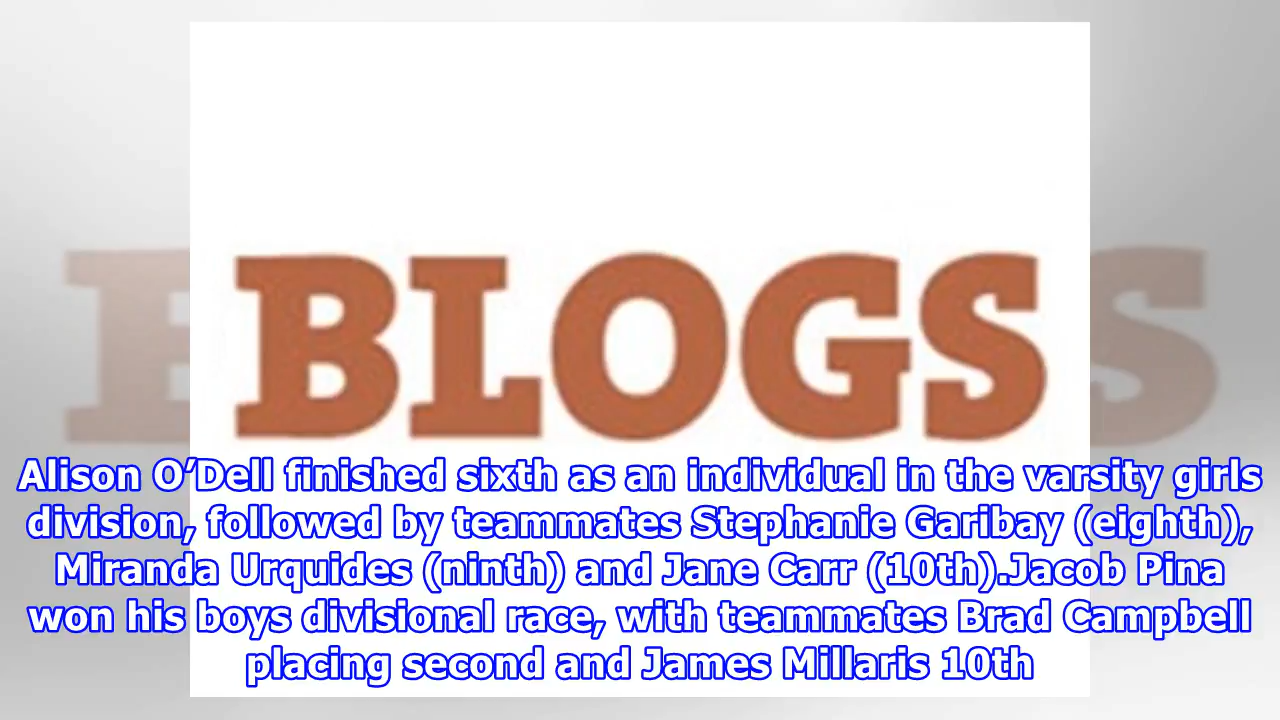 BLOGS
Alison O’Dell finished sixth as an individual in the varsity girls
division, followed by teammates Stephanie Garibay (eighth),
Miranda Urquides (ninth) and Jane Carr (10th).Jacob Pina
won his boys divisional race, with teammates Brad Campbell
placing second and James Millaris 10th